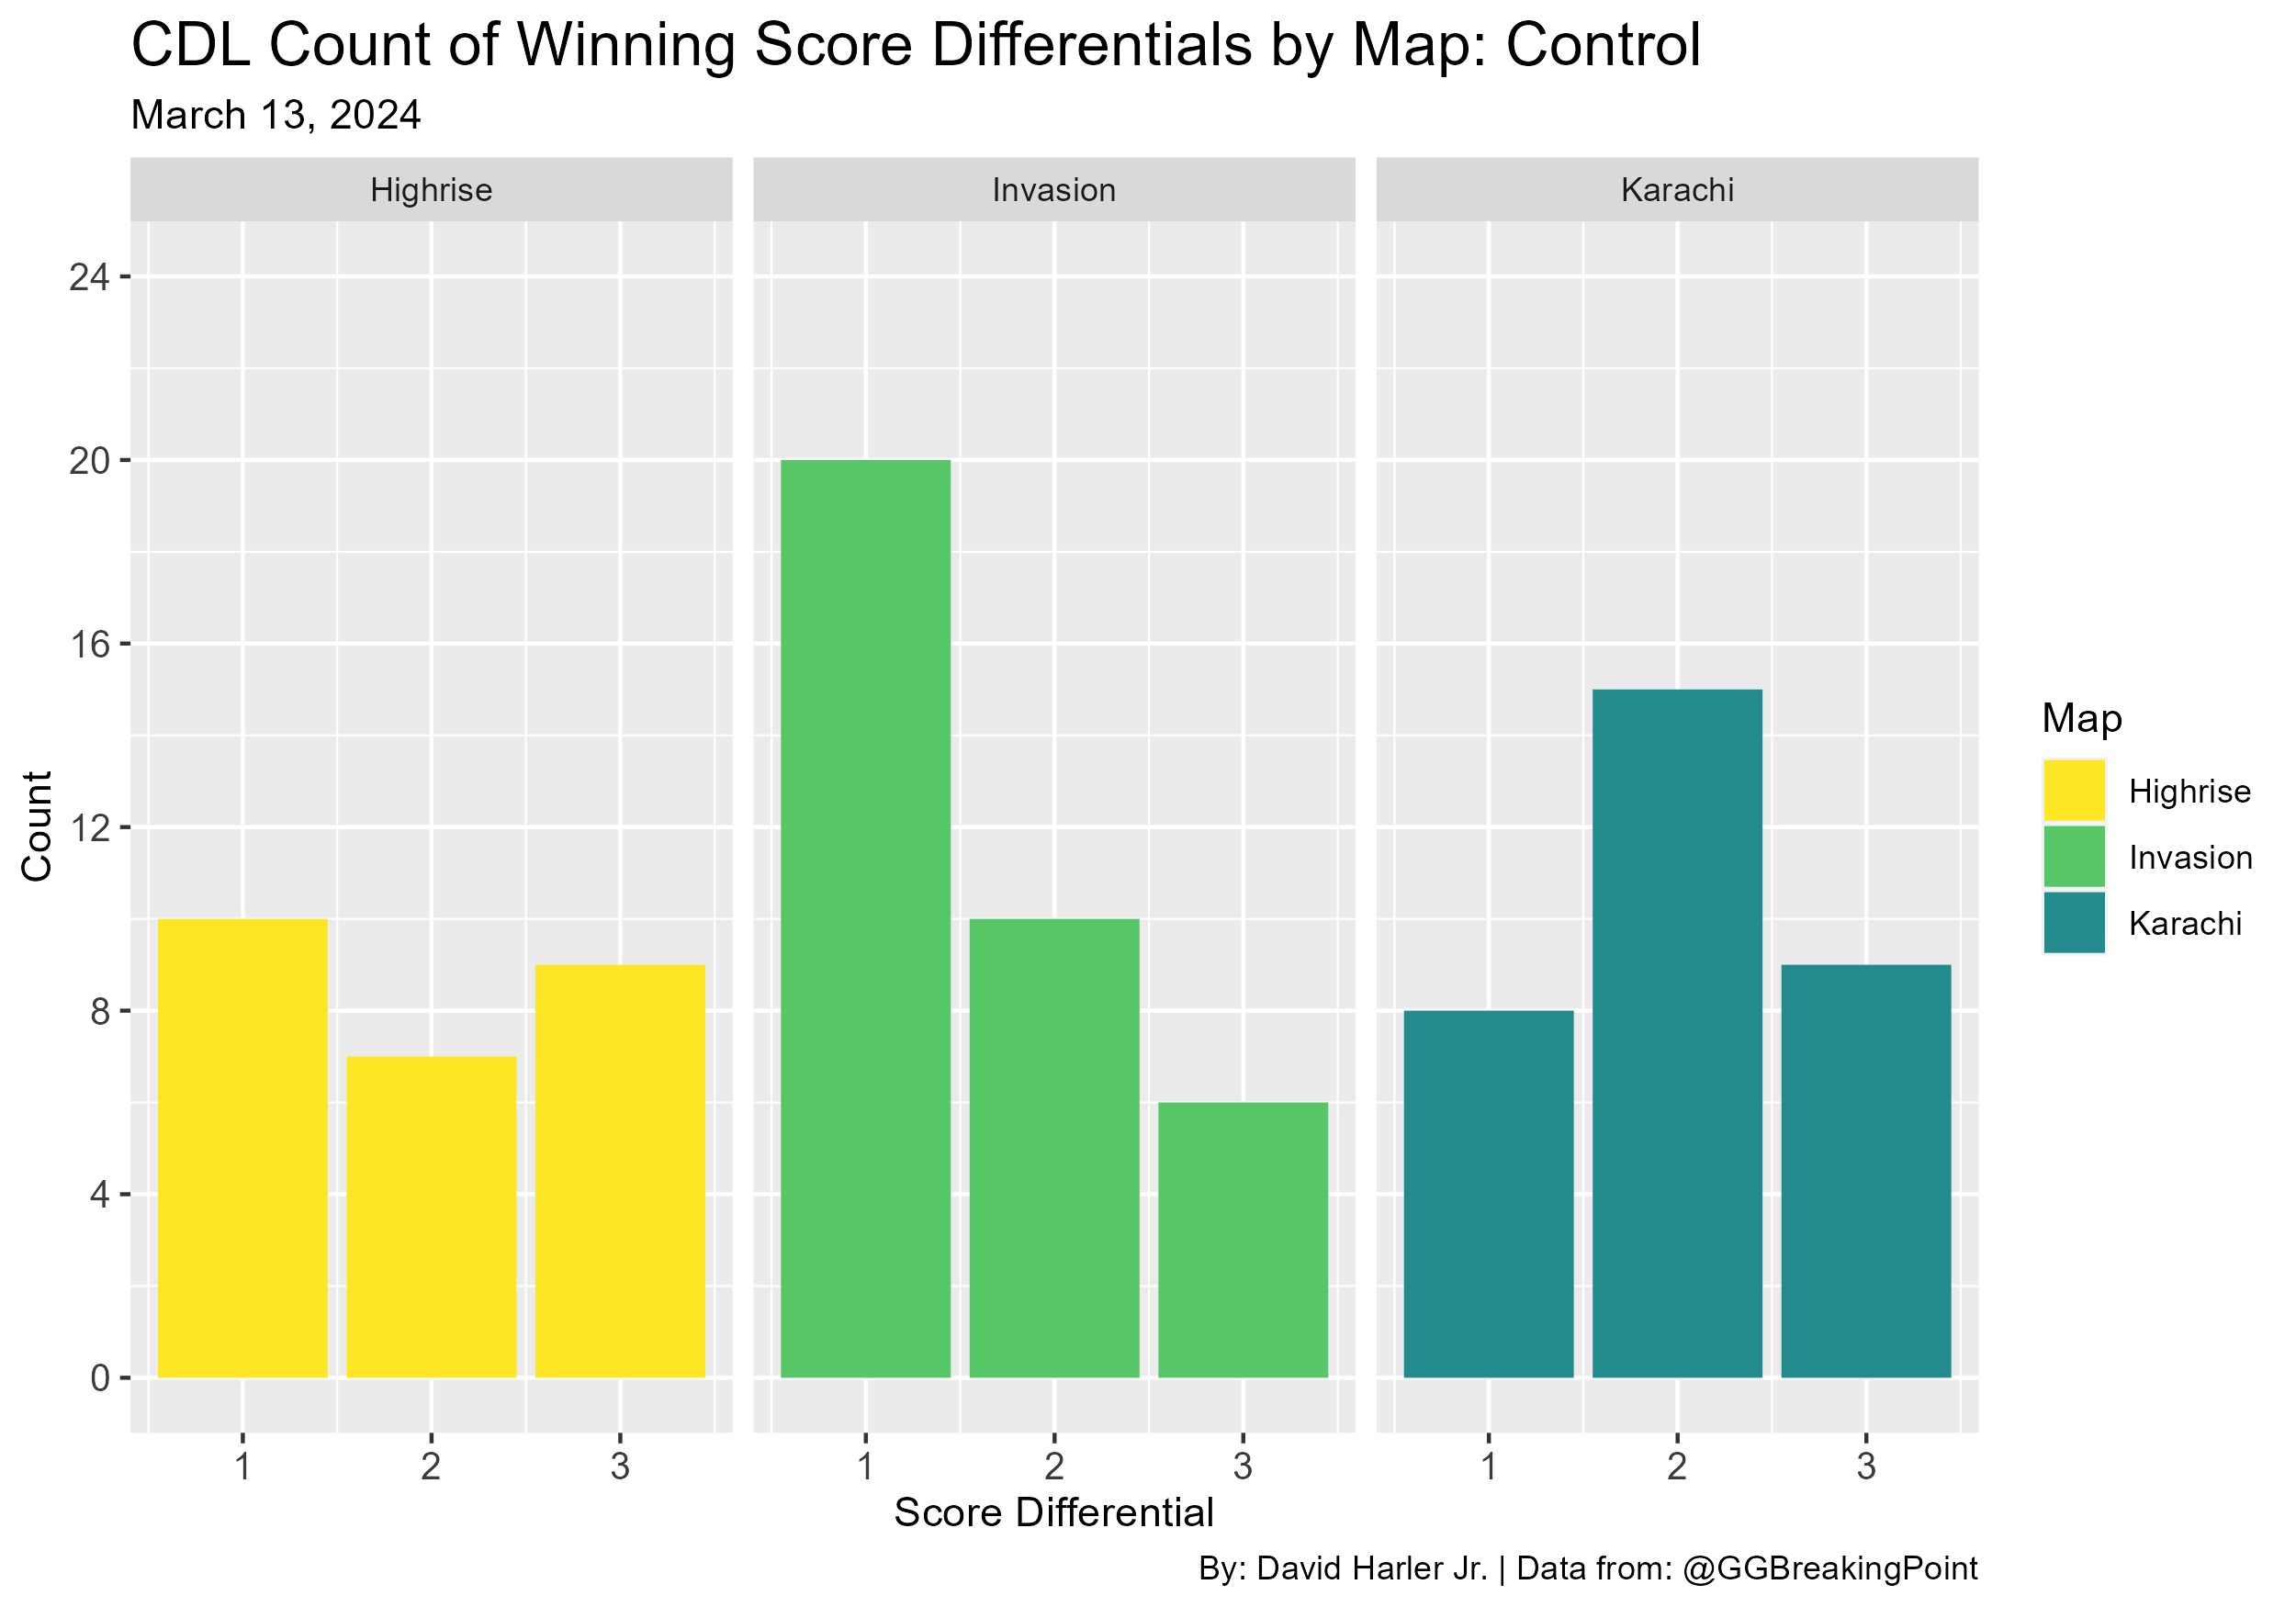 CDL Count of Winning Score Differentials by Map: Control
March 13, 2024
Highrise Invasion Karachi
24
20
16
12
8
4
0
Count
1 2 3 1 2 3 1 2 3
Score Differential
Map
Highrise
Invasion
Karachi
By: David Harler Jr. | Data from: @GGBreakingPoint